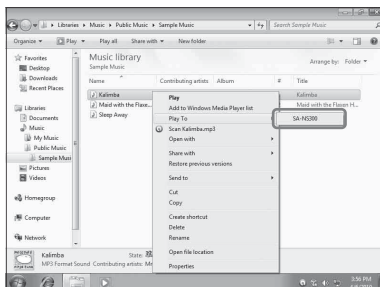 Libraries ▸ Music ▸ Public Music ▸ Sample Music
Search Sample Music
Organize Play Play all Share with New folder
Favorites
Desktop
Downloads
Recent Places
Libraries
Documents
Music
My Music
Public Music
Sample Musi
Pictures
Videos
Homegroup
Computer
Network
Music library
Sample Music
Arrange by: Folder
Name Contributing artists Album # Title
Kalimba Kalimba
Maid with the Flaxe... Maid with the Flaxen H...
Sleep Away
Play
Add to Windows Media Player list
Play To
SA-NS300
Scan Kalimba.mp3
Open with
Share with
Restore previous versions
Send to
Cut
Copy
Create shortcut
Delete
Rename
Open file location
Properties
Kalimba State:
MP3 Format Sound Contributing artists: Mr
3:56 PM